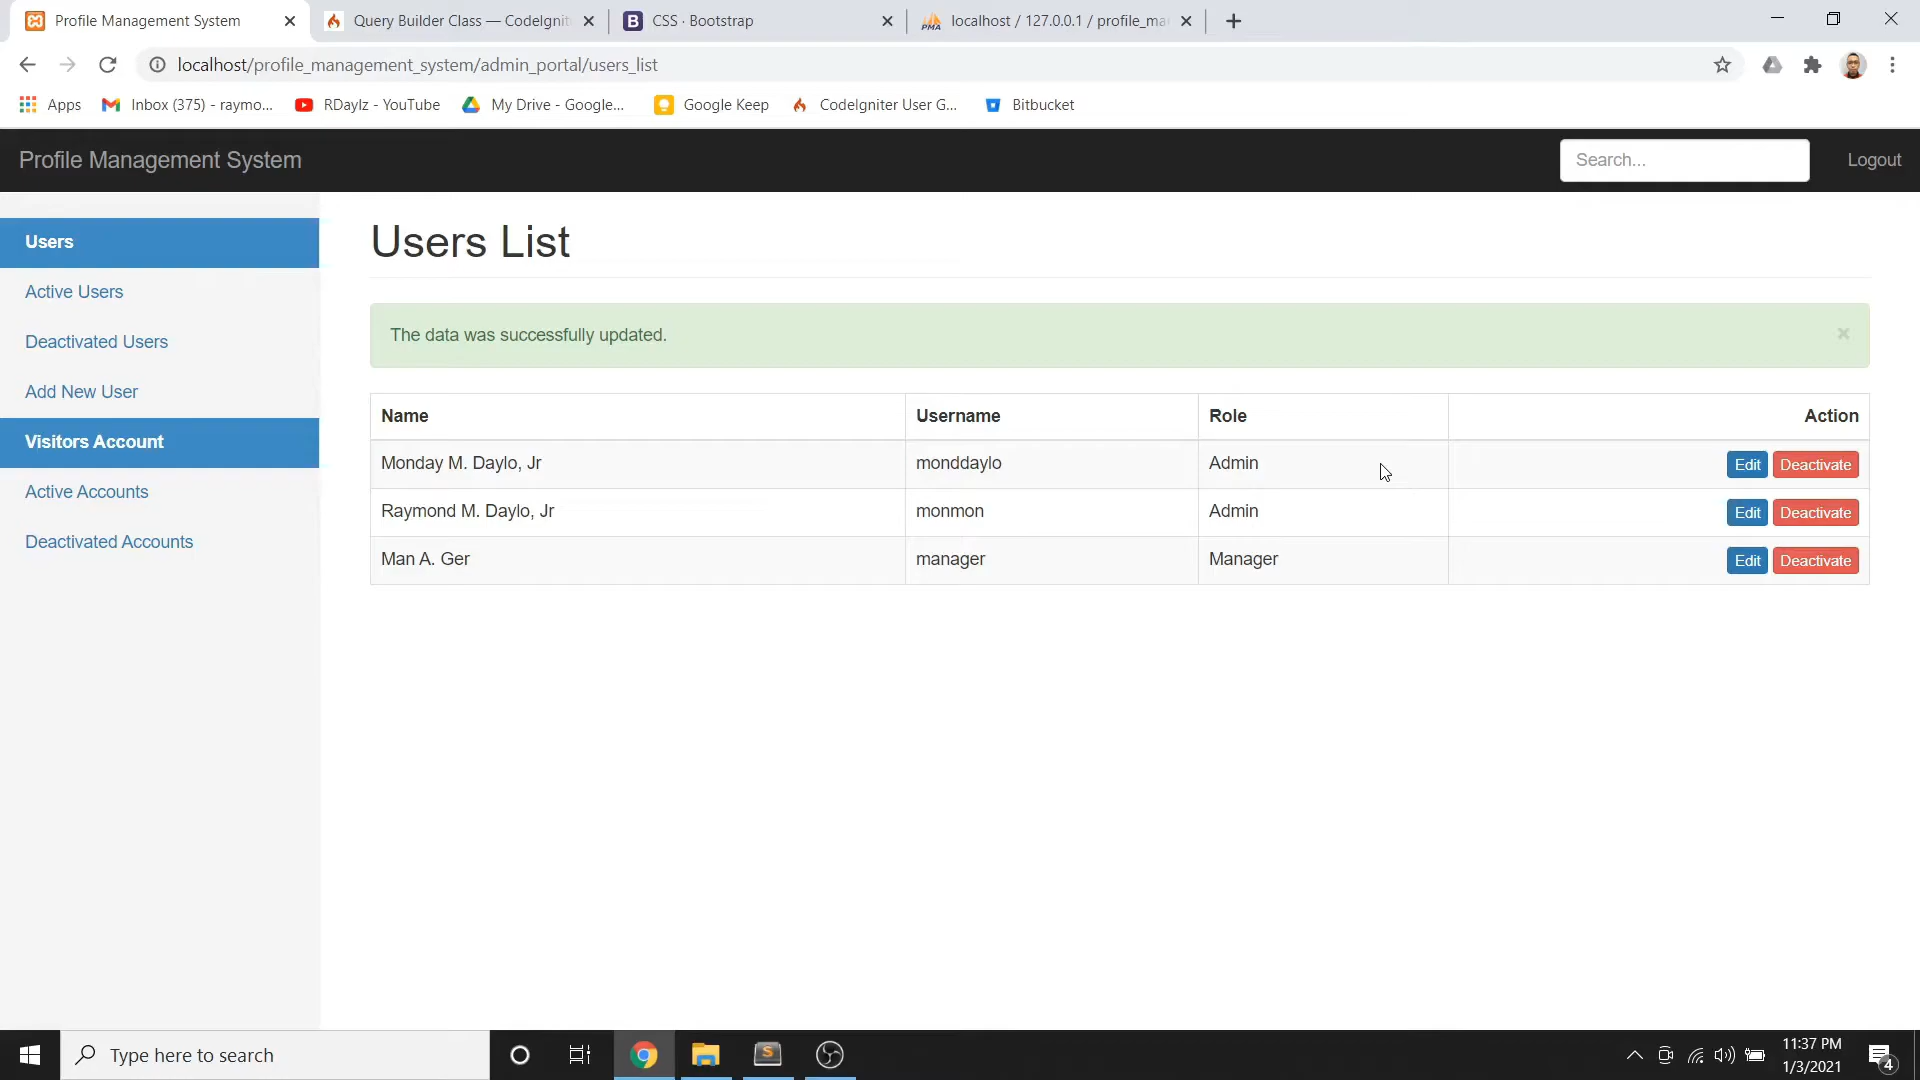 Profile Management System
Query Builder Class — CodeIgnit
CSS · Bootstrap
localhost / 127.0.0.1 / profile_ma
localhost/profile_management_system/admin_portal/users_list
Apps
Inbox (375) - raymo...
RDaylz - YouTube
My Drive - Google...
Google Keep
CodeIgniter User G...
Bitbucket
Profile Management System
Search...
Logout
Users
Active Users
Deactivated Users
Add New User
Visitors Account
Active Accounts
Deactivated Accounts
Users List
The data was successfully updated.
×
Name Username Role Action
Monday M. Daylo, Jr monddaylo Admin Edit Deactivate
Raymond M. Daylo, Jr monmon Admin Edit Deactivate
Man A. Ger manager Manager Edit Deactivate
Type here to search
11:37 PM
1/3/2021
4